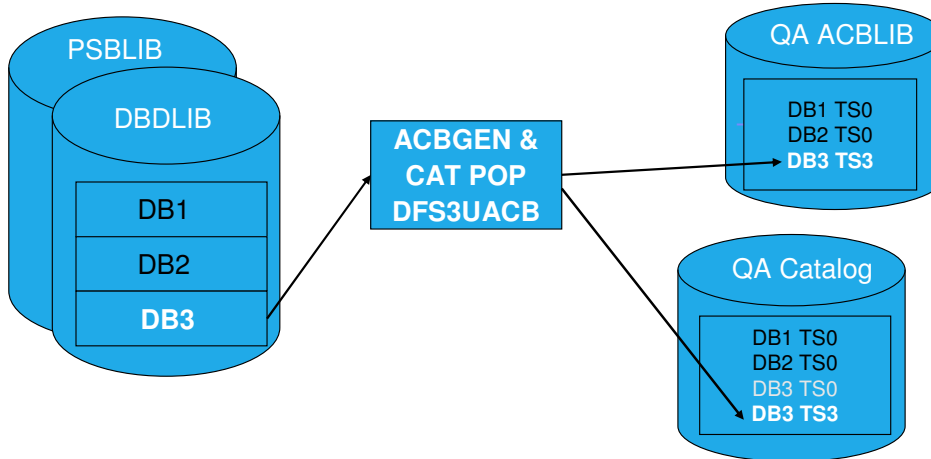 PSBLIB
DBDLIB
DB1
DB2
DB3
ACBGEN &
CAT POP
DFS3UACB
QA ACBLIB
DB1 TS0
DB2 TS0
DB3 TS3
QA Catalog
DB1 TS0
DB2 TS0
DB3 TS0
DB3 TS3